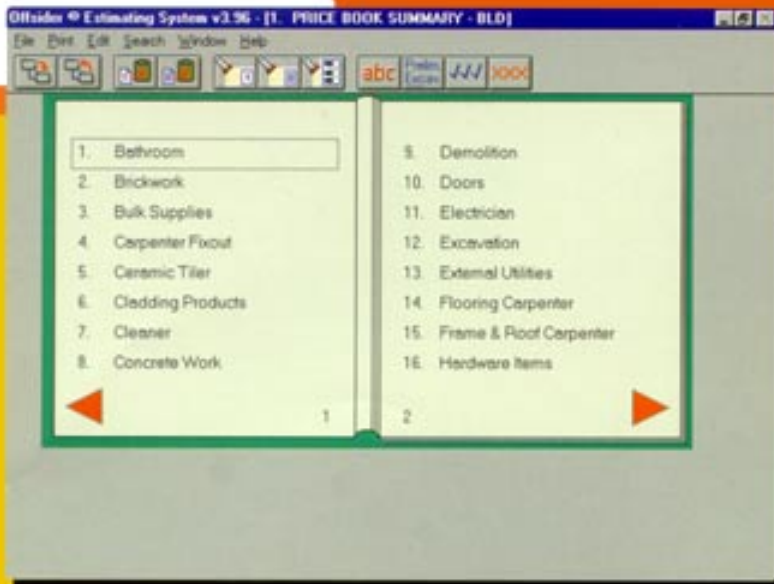 Offsider © Estimating System v3.96 - [1. PRICE BOOK SUMMARY - BLD]
File Print Edit Search Window Help
abc
1. Bathroom
2. Brickwork
3. Bulk Supplies
4. Carpenter Fixout
5. Ceramic Tiler
6. Cladding Products
7. Cleaner
8. Concrete Work
1
9. Demolition
10. Doors
11. Electrician
12. Excavation
13. External Utilities
14. Flooring Carpenter
15. Frame & Roof Carpenter
16. Hardware Items
2